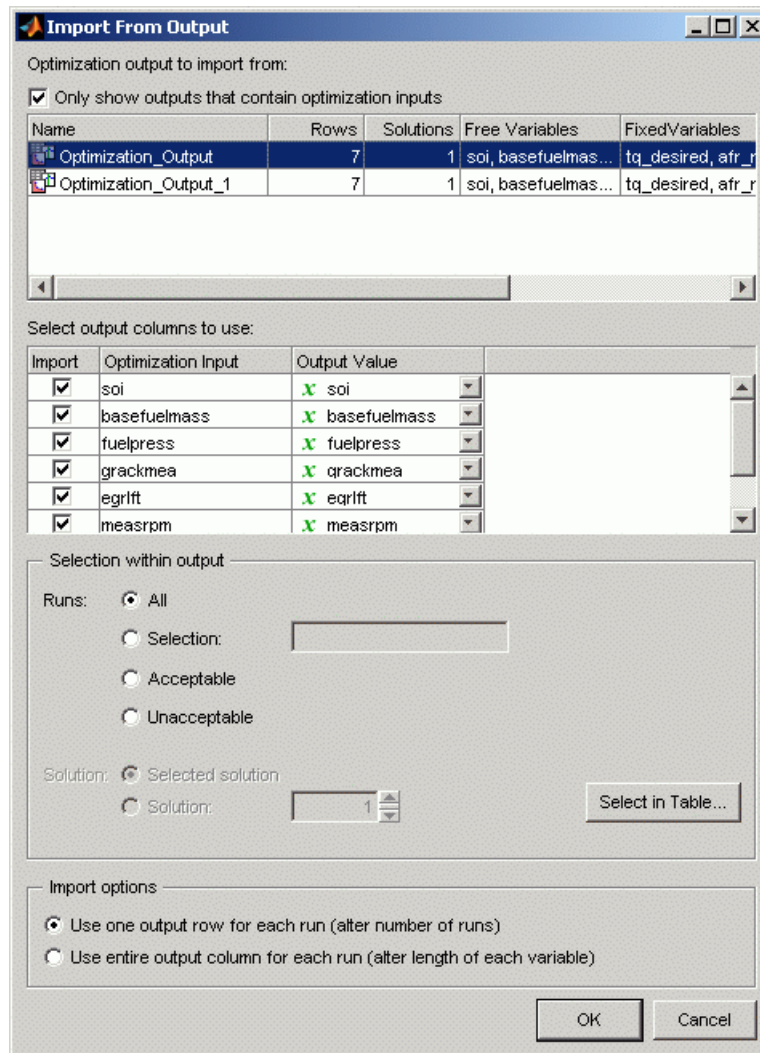 Import From Output
Optimization output to import from:
Only show outputs that contain optimization inputs
Name Rows Solutions Free Variables FixedVariables
Optimization_Output 7 1 soi, basefuelmas... tq_desired, afr_r
Optimization_Output_1 7 1 soi, basefuelmas... tq_desired, afr_r
Select output columns to use:
Import Optimization Input Output Value
soi x soi
basefuelmass x basefuelmass
fuelpress x fuelpress
grackmea x grackmea
egrlft x egrlft
measrpm x measrpm
Selection within output
Runs: All
Selection:
Acceptable
Unacceptable
Solution: Selected solution
Solution: 1 Select in Table...
Import options
Use one output row for each run (alter number of runs)
Use entire output column for each run (alter length of each variable)
OK Cancel